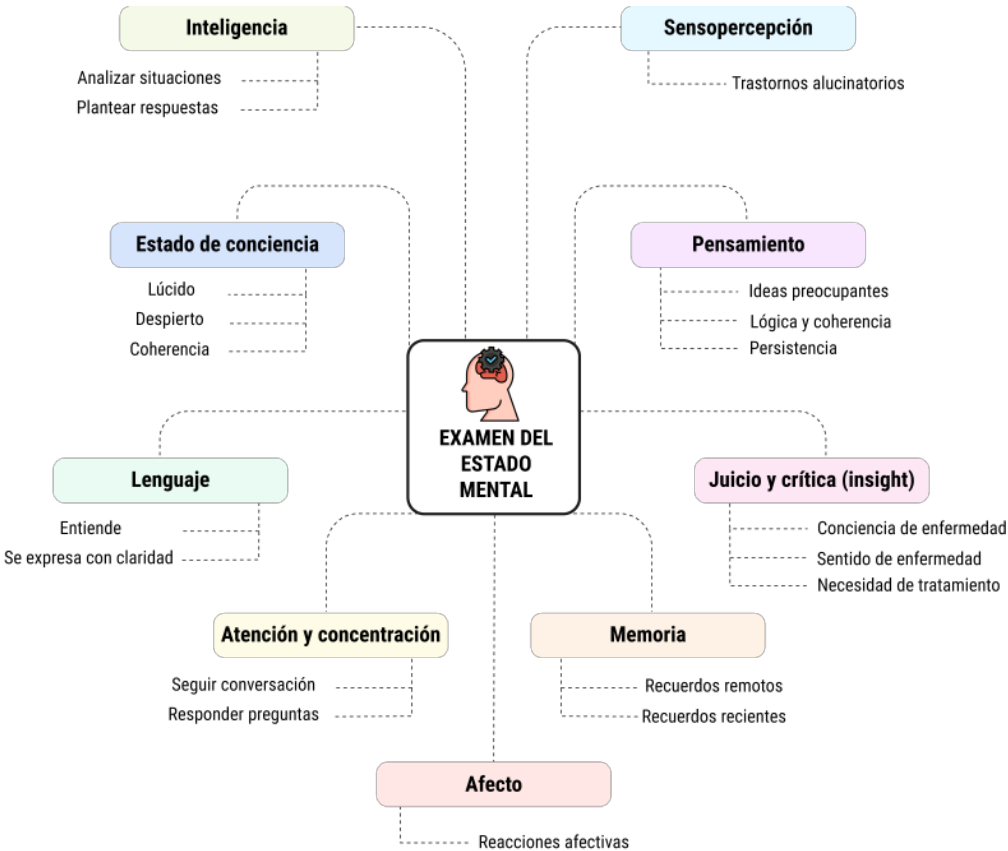 Inteligencia
Analizar situaciones
Plantear respuestas
Sensopercepción
Trastornos alucinatorios
Estado de conciencia
Lúcido
Despierto
Coherencia
Pensamiento
Ideas preocupantes
Lógica y coherencia
Persistencia
EXAMEN DEL
ESTADO
MENTAL
Lenguaje
Entiende
Se expresa con claridad
Juicio y crítica (insight)
Conciencia de enfermedad
Sentido de enfermedad
Necesidad de tratamiento
Atención y concentración
Seguir conversación
Responder preguntas
Memoria
Recuerdos remotos
Recuerdos recientes
Afecto
Reacciones afectivas